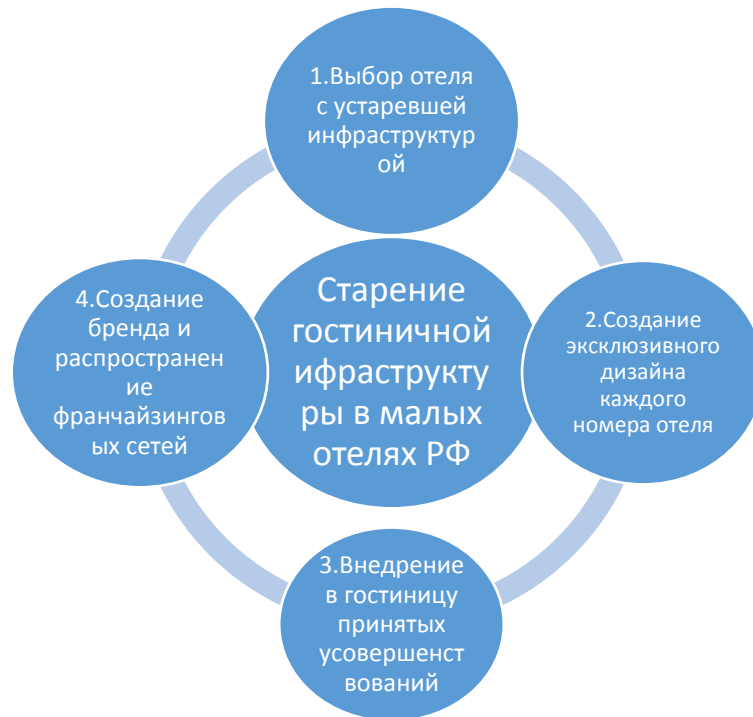 1.Выбор отеля
с устаревшей
инфраструктур
ой
2.Создание
эксклюзивного
дизайна
каждого
номера отеля
3.Внедрение
в гостиницу
принятых
усовершенст
вований
4.Создание
бренда и
распространен
ие
франчайзингов
ых сетей
Старение
гостиничной
ифраструкту
ры в малых
отелях РФ